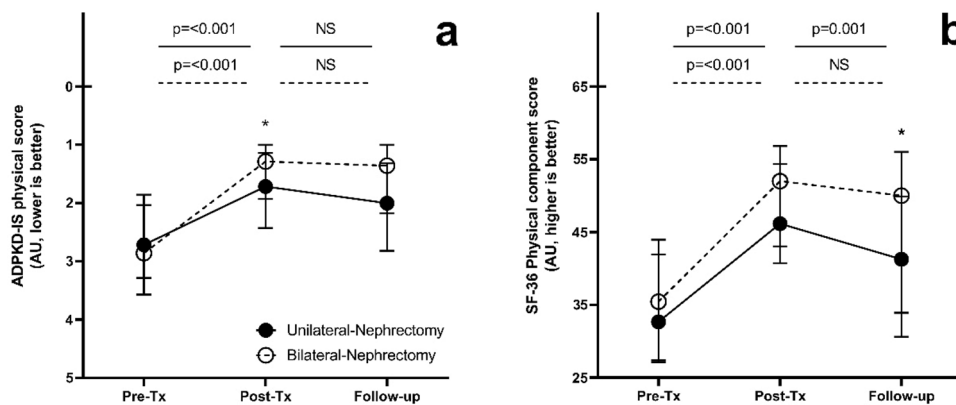 a
p=<0.001 NS
p=<0.001 NS
0
1
2
3
4
5
ADPKD-IS physical score
(AU, lower is better)
*
Unilateral-Nephrectomy
Bilateral-Nephrectomy
Pre-Tx Post-Tx Follow-up
b
p=<0.001 p=0.001
p=<0.001 NS
65
55
45
35
25
SF-36 Physical component score
(AU, higher is better)
*
Pre-Tx Post-Tx Follow-up